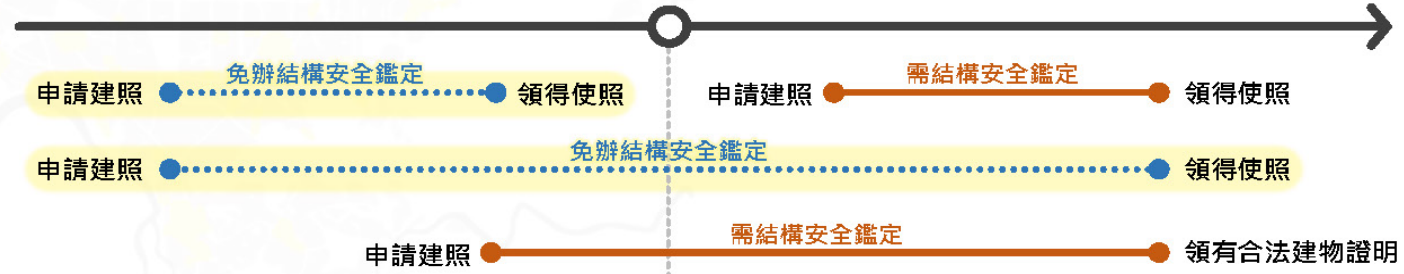 免辦結構安全鑑定
需結構安全鑑定
申請建照
領得使照
申請建照
領得使照
免辦結構安全鑑定
申請建照
領得使照
需結構安全鑑定
申請建照
領有合法建物證明